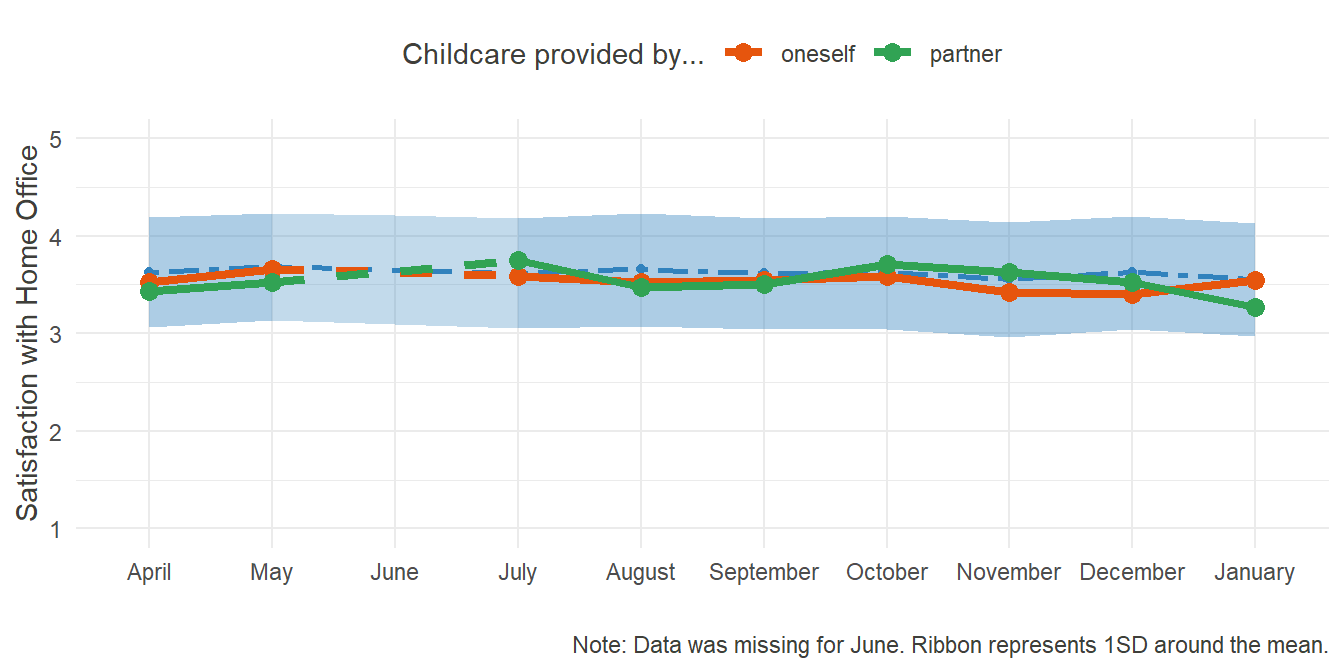 Childcare provided by... oneself partner
Satisfaction with Home Office
5
4
3
2
1
April May June July August September October November December January
Note: Data was missing for June. Ribbon represents 1SD around the mean.